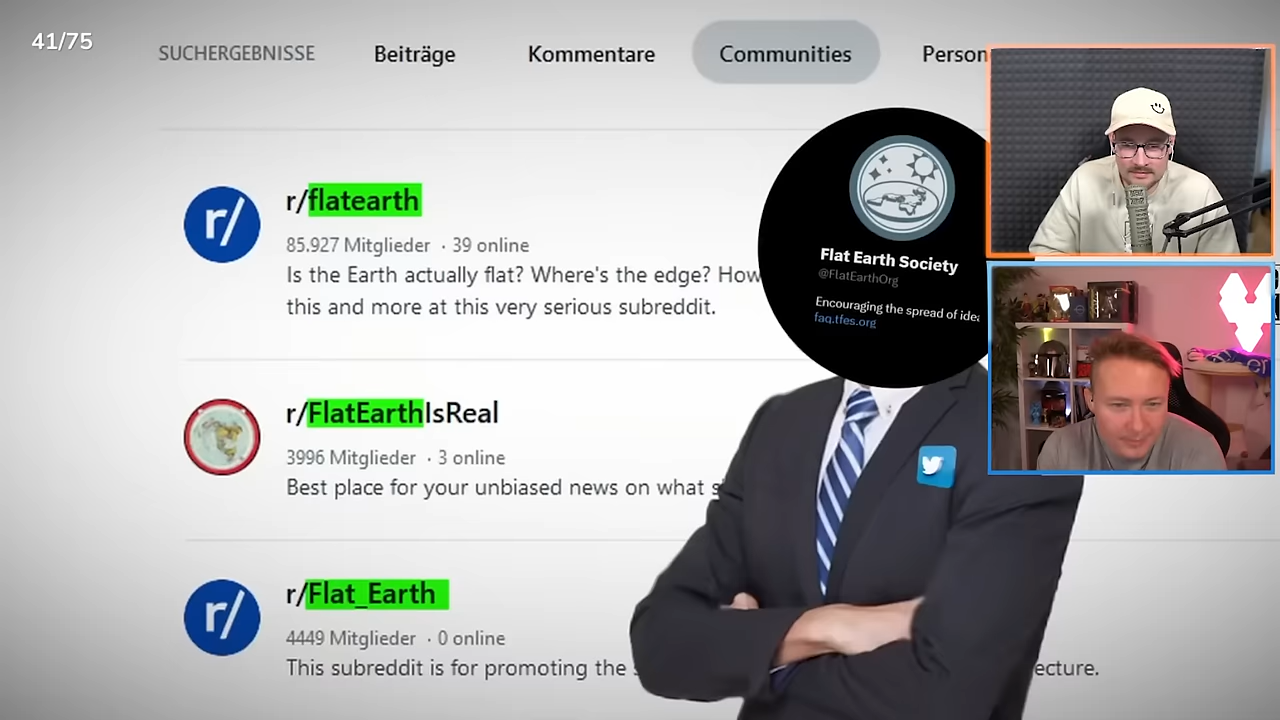 41/75
SUCHERGEBNISSE Beiträge Kommentare Communities Person
r/flatearth
85.927 Mitglieder · 39 online
Is the Earth actually flat? Where's the edge? How
this and more at this very serious subreddit.
Flat Earth Society
@FlatEarthOrg
Encouraging the spread of idea
faq.tfes.org
r/FlatEarthIsReal
3996 Mitglieder · 3 online
Best place for your unbiased news on what
r/Flat_Earth
4449 Mitglieder · 0 online
This subreddit is for promoting the ecture.